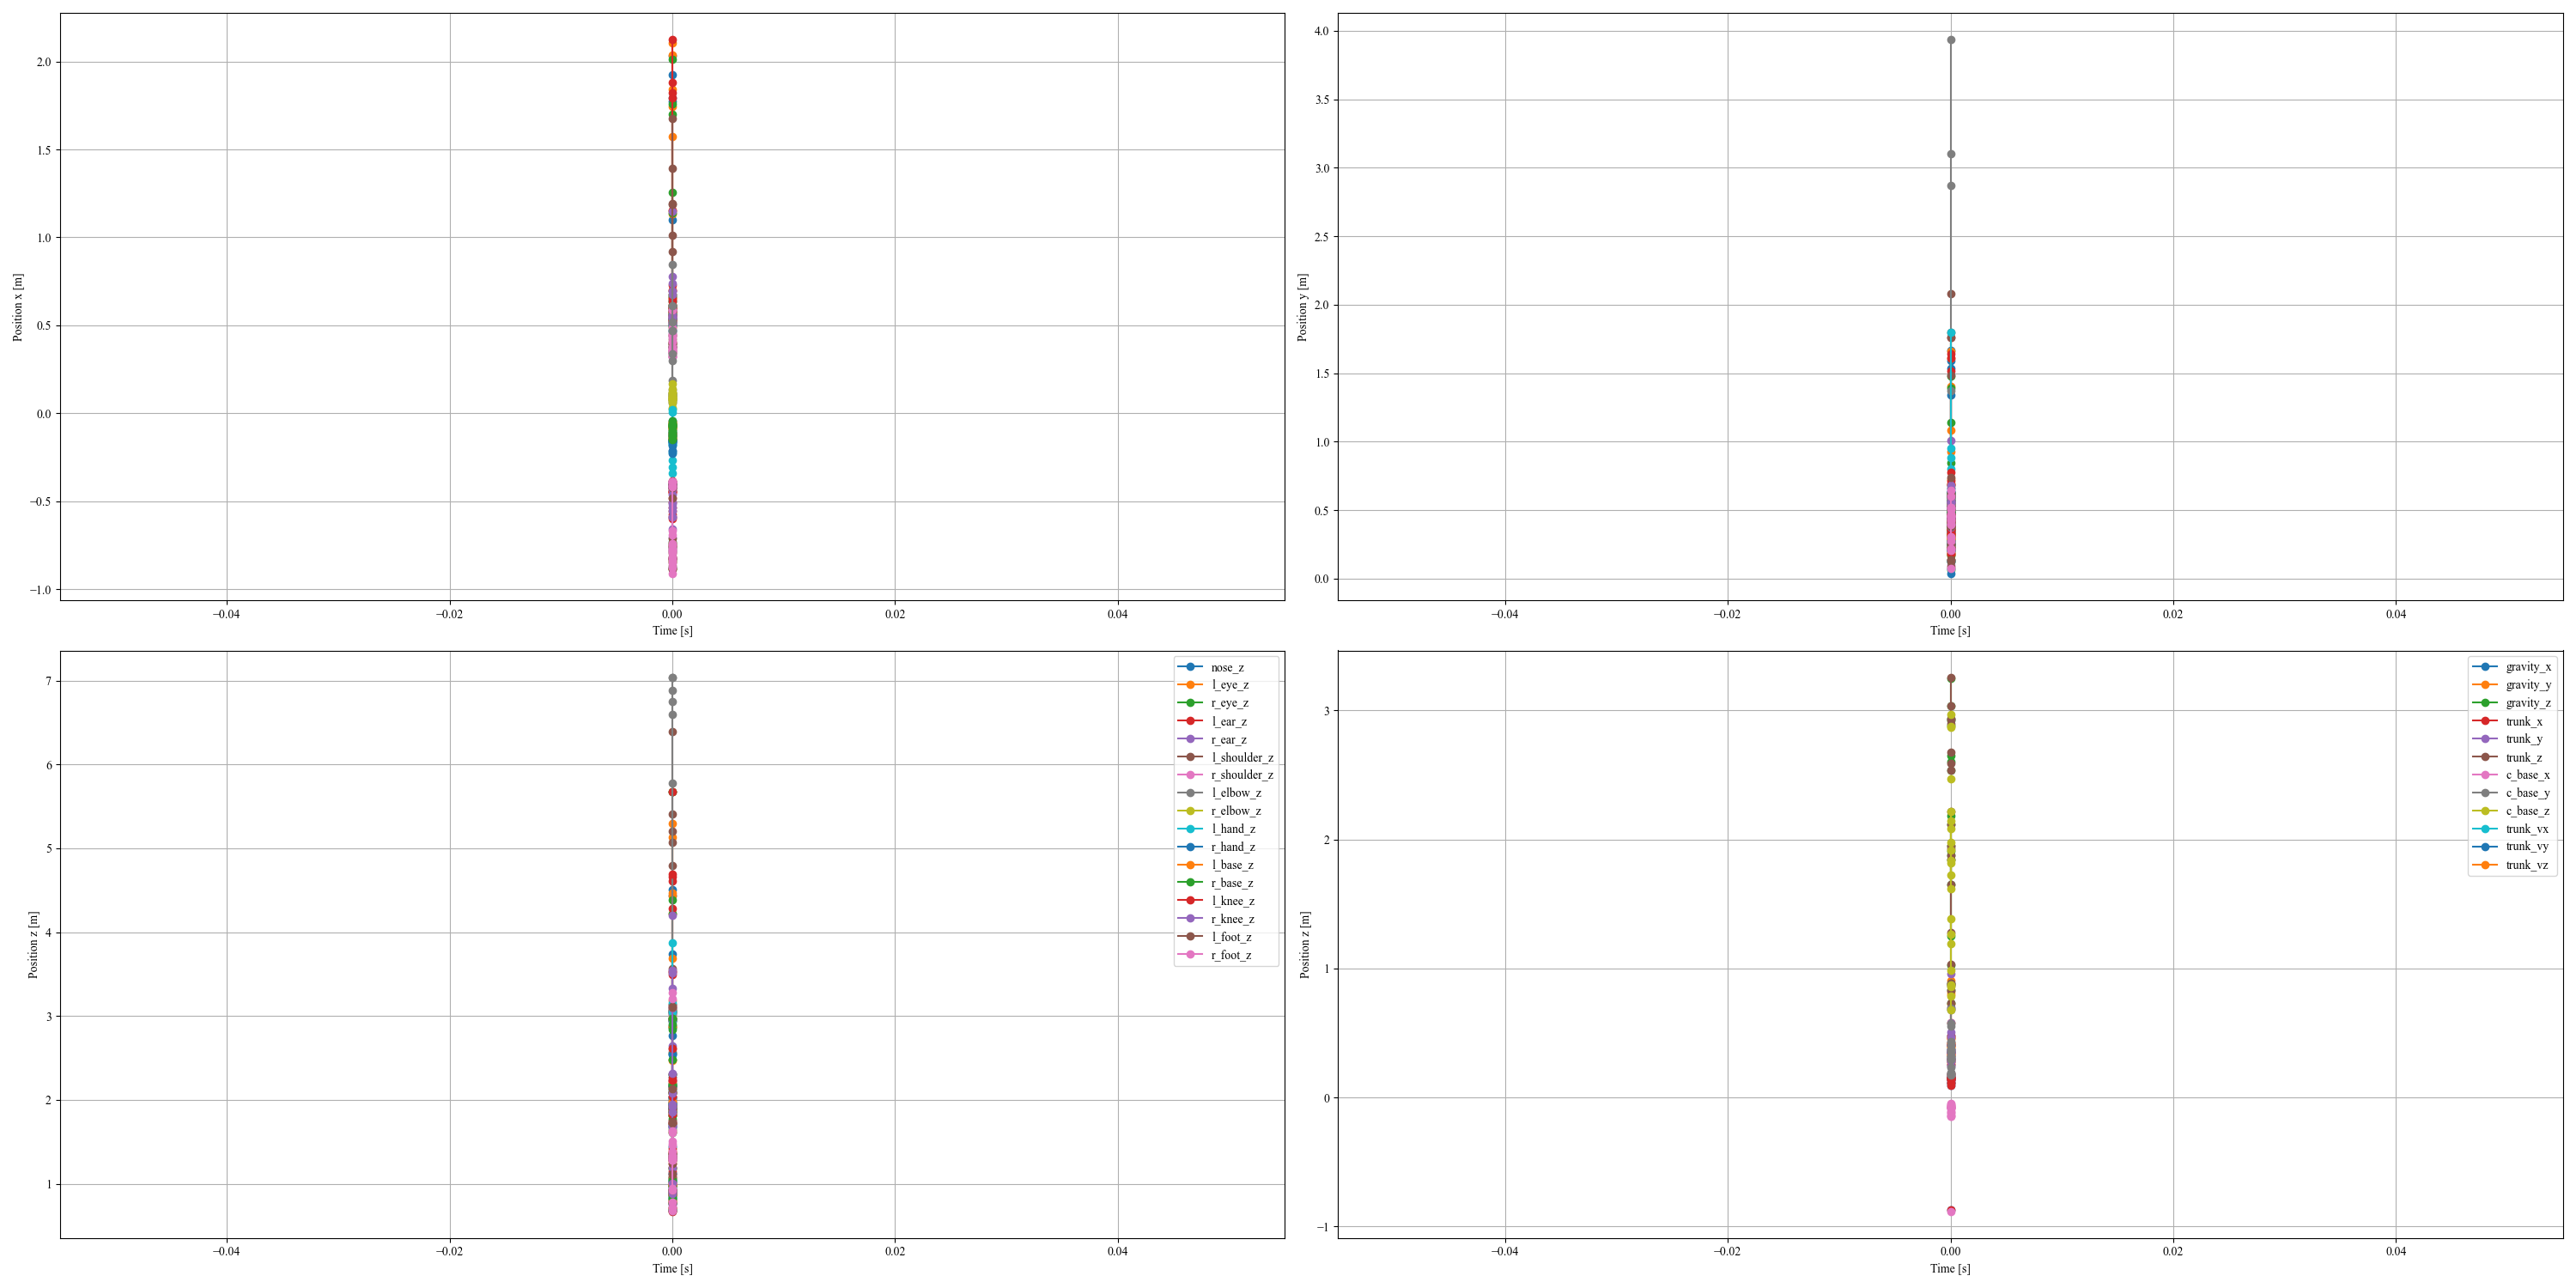 2.0
1.5
1.0
0.5
0.0
−0.5
−1.0
Position x [m]
−0.04
−0.02
0.00
0.02
0.04
Time [s]
4.0
3.5
3.0
2.5
2.0
1.5
1.0
0.5
0.0
Position y [m]
−0.04
−0.02
0.00
0.02
0.04
Time [s]
7
6
5
4
3
2
1
Position z [m]
−0.04
−0.02
0.00
0.02
0.04
Time [s]
nose_z
l_eye_z
r_eye_z
l_ear_z
r_ear_z
l_shoulder_z
r_shoulder_z
l_elbow_z
r_elbow_z
l_hand_z
r_hand_z
l_base_z
r_base_z
l_knee_z
r_knee_z
l_foot_z
r_foot_z
3
2
1
0
−1
Position z [m]
−0.04
−0.02
0.00
0.02
0.04
Time [s]
gravity_x
gravity_y
gravity_z
trunk_x
trunk_y
trunk_z
c_base_x
c_base_y
c_base_z
trunk_vx
trunk_vy
trunk_vz